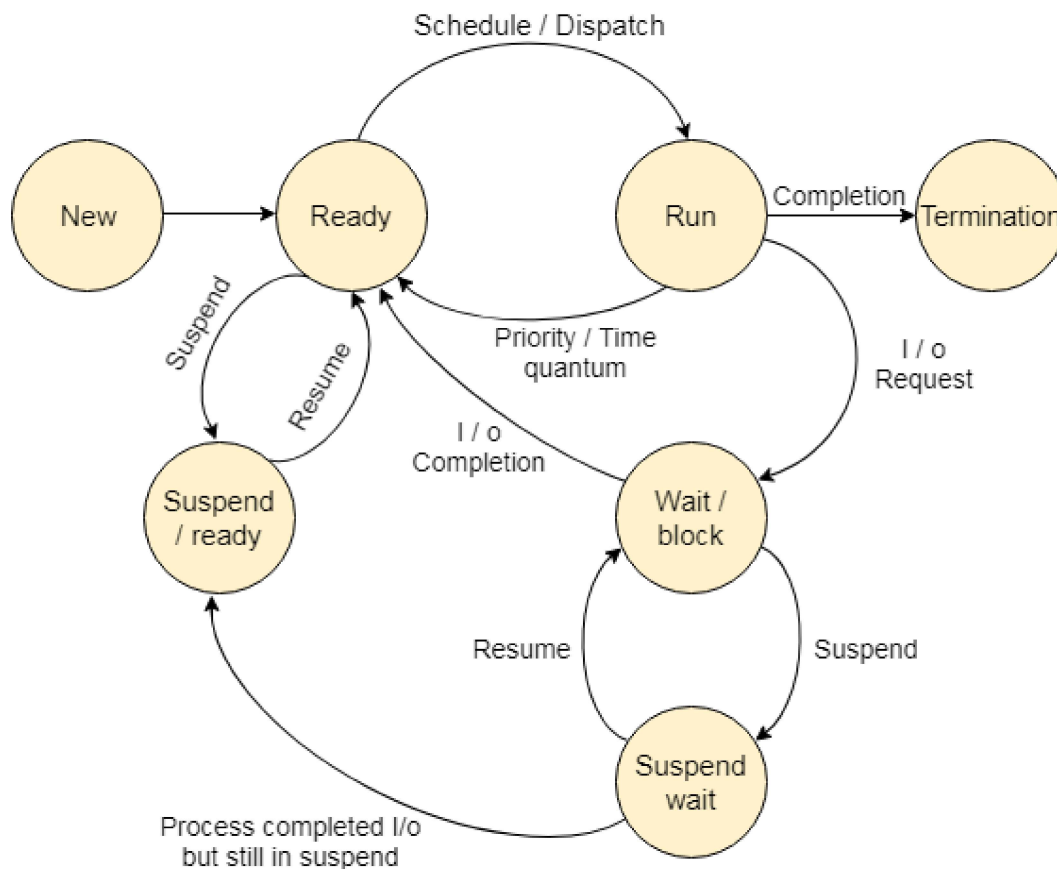 Schedule / Dispatch
New
Ready
Run
Completion
Termination
Suspend
Resume
Priority / Time
quantum
I / o
Request
I / o
Completion
Suspend
/ ready
Wait /
block
Resume
Suspend
Suspend
wait
Process completed I/o
but still in suspend